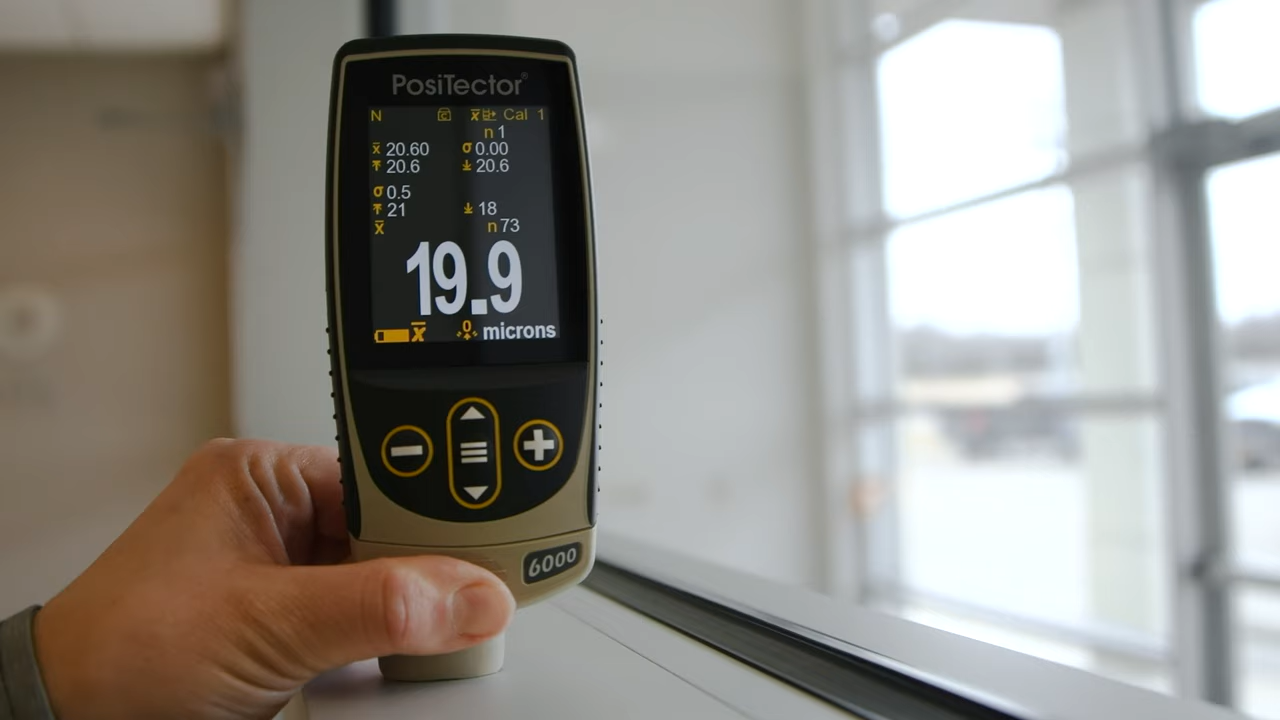 PosiTector®
N x̄ Cal 1
n 1
x̄ 20.60 σ 0.00
20.6 20.6
σ 0.5
21 18
x̄ n 73
19.9
x̄ 0 microns
6000